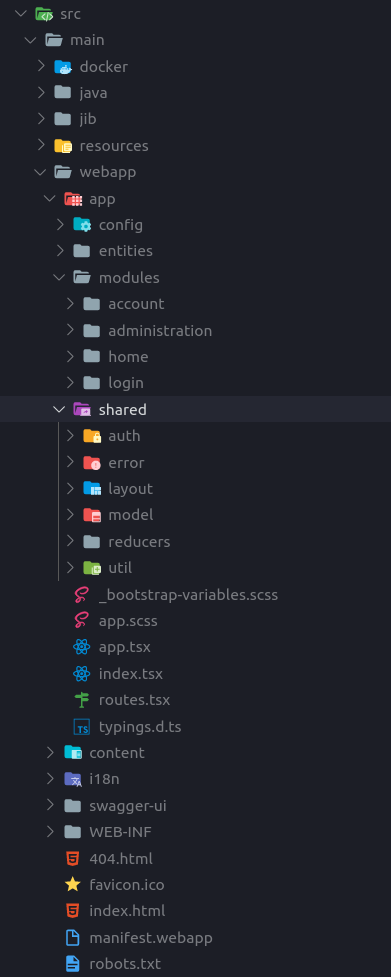 src
main
docker
java
jib
resources
webapp
app
config
entities
modules
account
administration
home
login
shared
auth
error
layout
model
reducers
util
_bootstrap-variables.scss
app.scss
app.tsx
index.tsx
routes.tsx
TS typings.d.ts
content
i18n
swagger-ui
WEB-INF
404.html
favicon.ico
index.html
manifest.webapp
robots.txt